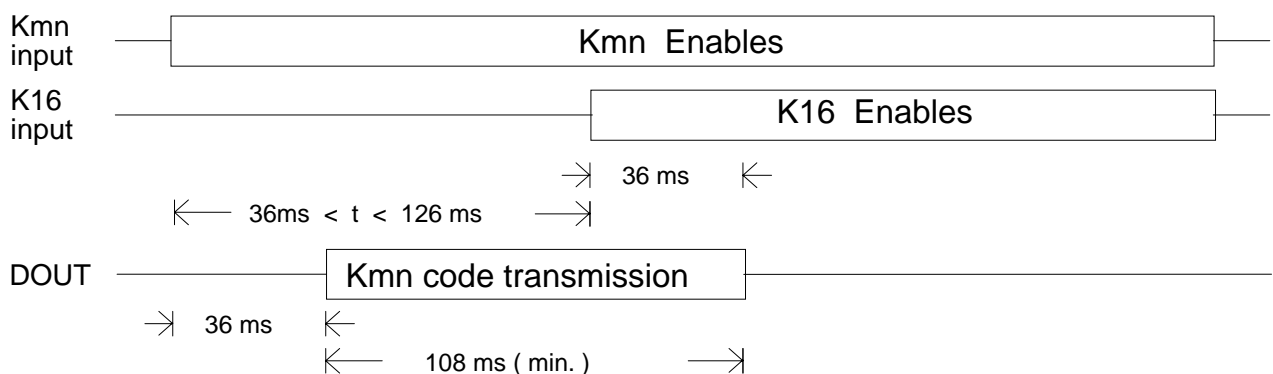 Kmn
input
Kmn Enables
K16
input
K16 Enables
36 ms
36ms < t < 126 ms
DOUT
Kmn code transmission
36 ms
108 ms ( min. )